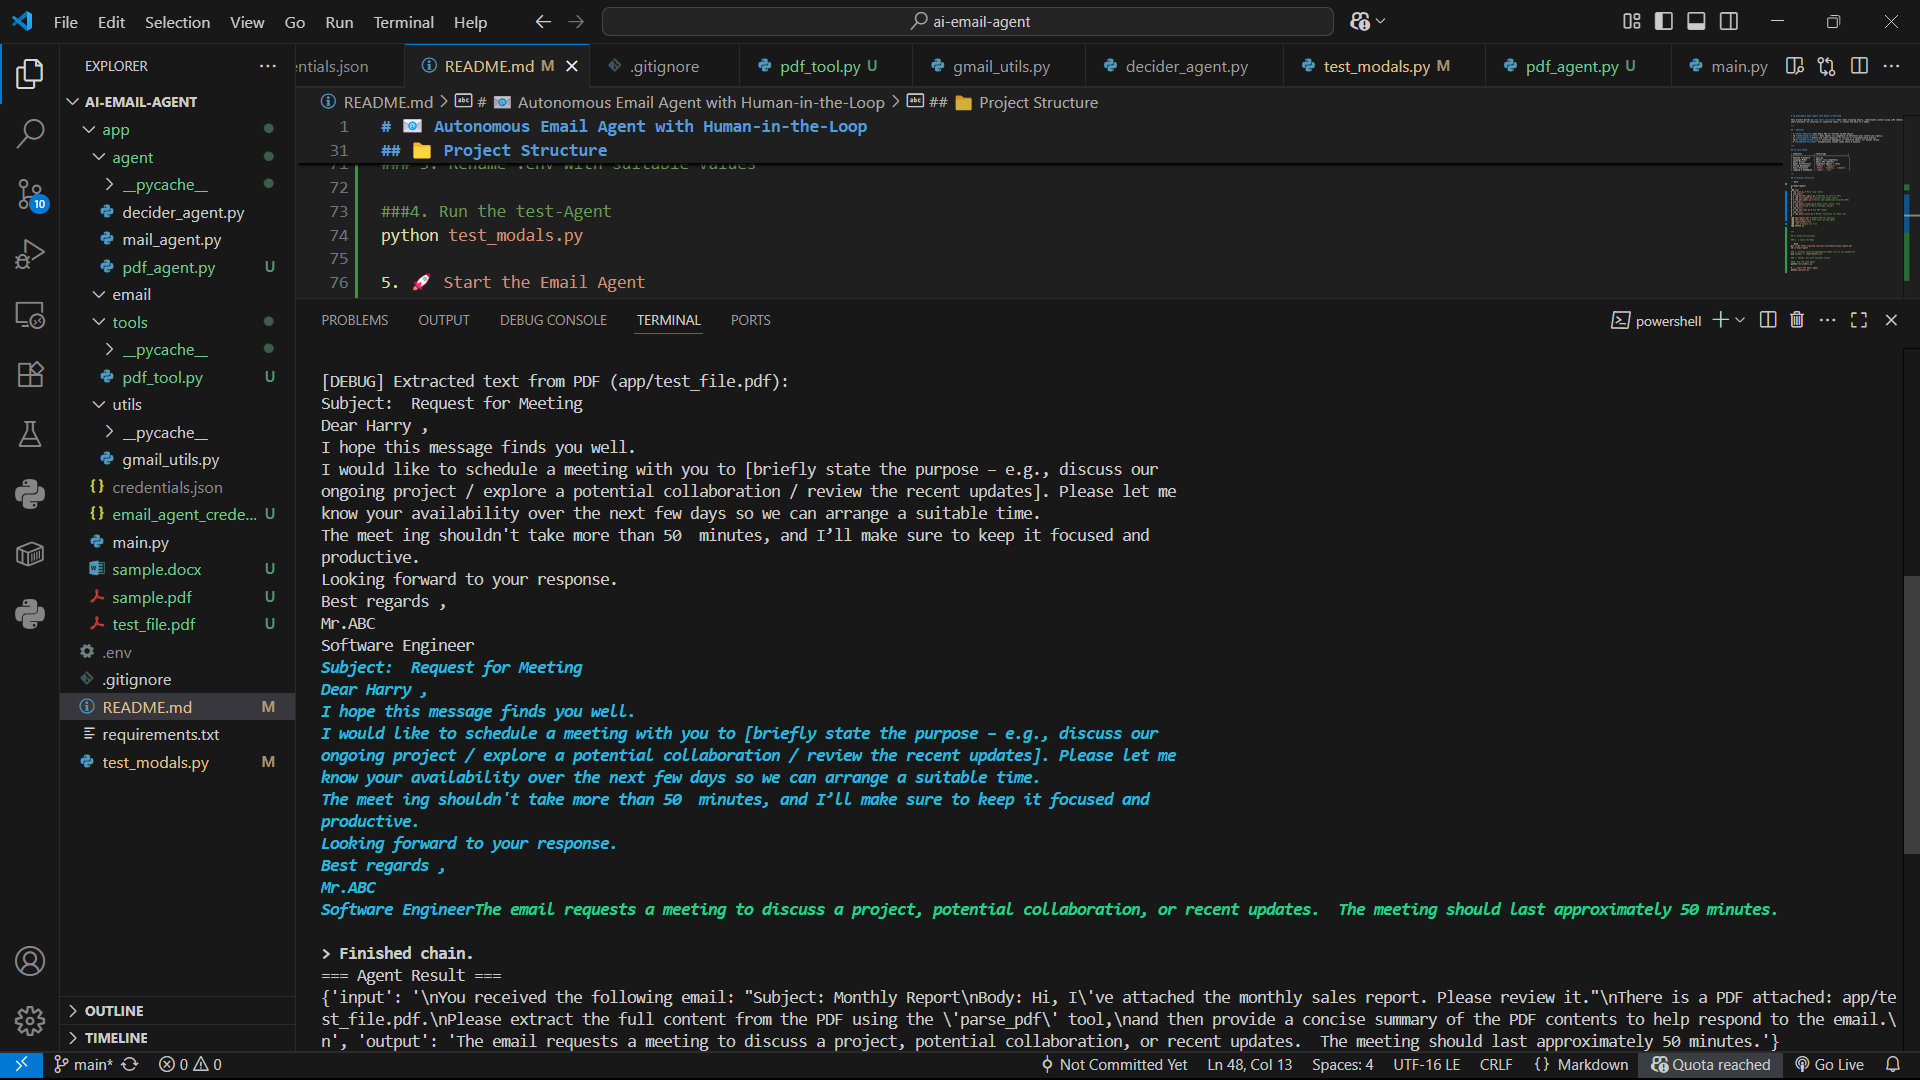 File Edit Selection View Go Run Terminal Help
ai-email-agent
EXPLORER
AI-EMAIL-AGENT
app
agent
__pycache__
decider_agent.py
mail_agent.py
pdf_agent.py U
email
tools
__pycache__
pdf_tool.py U
utils
__pycache__
gmail_utils.py
credentials.json
email_agent_crede... U
main.py
sample.docx U
sample.pdf U
test_file.pdf U
.env
.gitignore
README.md M
requirements.txt
test_modals.py M
OUTLINE
TIMELINE
10
entials.json README.md M .gitignore pdf_tool.py U gmail_utils.py decider_agent.py test_modals.py M pdf_agent.py U main.py
README.md > # Autonomous Email Agent with Human-in-the-Loop > ## Project Structure
1 # Autonomous Email Agent with Human-in-the-Loop
31 ## Project Structure
71 ### 3. Rename .env with suitable values
72
73 ###4. Run the test-Agent
74 python test_modals.py
75
76 5. 🚀 Start the Email Agent
PROBLEMS OUTPUT DEBUG CONSOLE TERMINAL PORTS
powershell
[DEBUG] Extracted text from PDF (app/test_file.pdf):
Subject:  Request for Meeting
Dear Harry ,
I hope this message finds you well.
I would like to schedule a meeting with you to [briefly state the purpose – e.g., discuss our
ongoing project / explore a potential collaboration / review the recent updates]. Please let me
know your availability over the next few days so we can arrange a suitable time.
The meet ing shouldn't take more than 50  minutes, and I’ll make sure to keep it focused and
productive.
Looking forward to your response.
Best regards ,
Mr.ABC
Software Engineer
Subject:  Request for Meeting
Dear Harry ,
I hope this message finds you well.
I would like to schedule a meeting with you to [briefly state the purpose – e.g., discuss our
ongoing project / explore a potential collaboration / review the recent updates]. Please let me
know your availability over the next few days so we can arrange a suitable time.
The meet ing shouldn't take more than 50  minutes, and I’ll make sure to keep it focused and
productive.
Looking forward to your response.
Best regards ,
Mr.ABC
Software EngineerThe email requests a meeting to discuss a project, potential collaboration, or recent updates.  The meeting should last approximately 50 minutes.
> Finished chain.
=== Agent Result ===
{'input': '\nYou received the following email: "Subject: Monthly Report\nBody: Hi, I\'ve attached the monthly sales report. Please review it."\nThere is a PDF attached: app/te
st_file.pdf.\nPlease extract the full content from the PDF using the \'parse_pdf\' tool,\nand then provide a concise summary of the PDF contents to help respond to the email.\
n', 'output': 'The email requests a meeting to discuss a project, potential collaboration, or recent updates.  The meeting should last approximately 50 minutes.'}
main* 0 0 Not Committed Yet Ln 48, Col 13 Spaces: 4 UTF-16 LE CRLF {} Markdown Quota reached Go Live